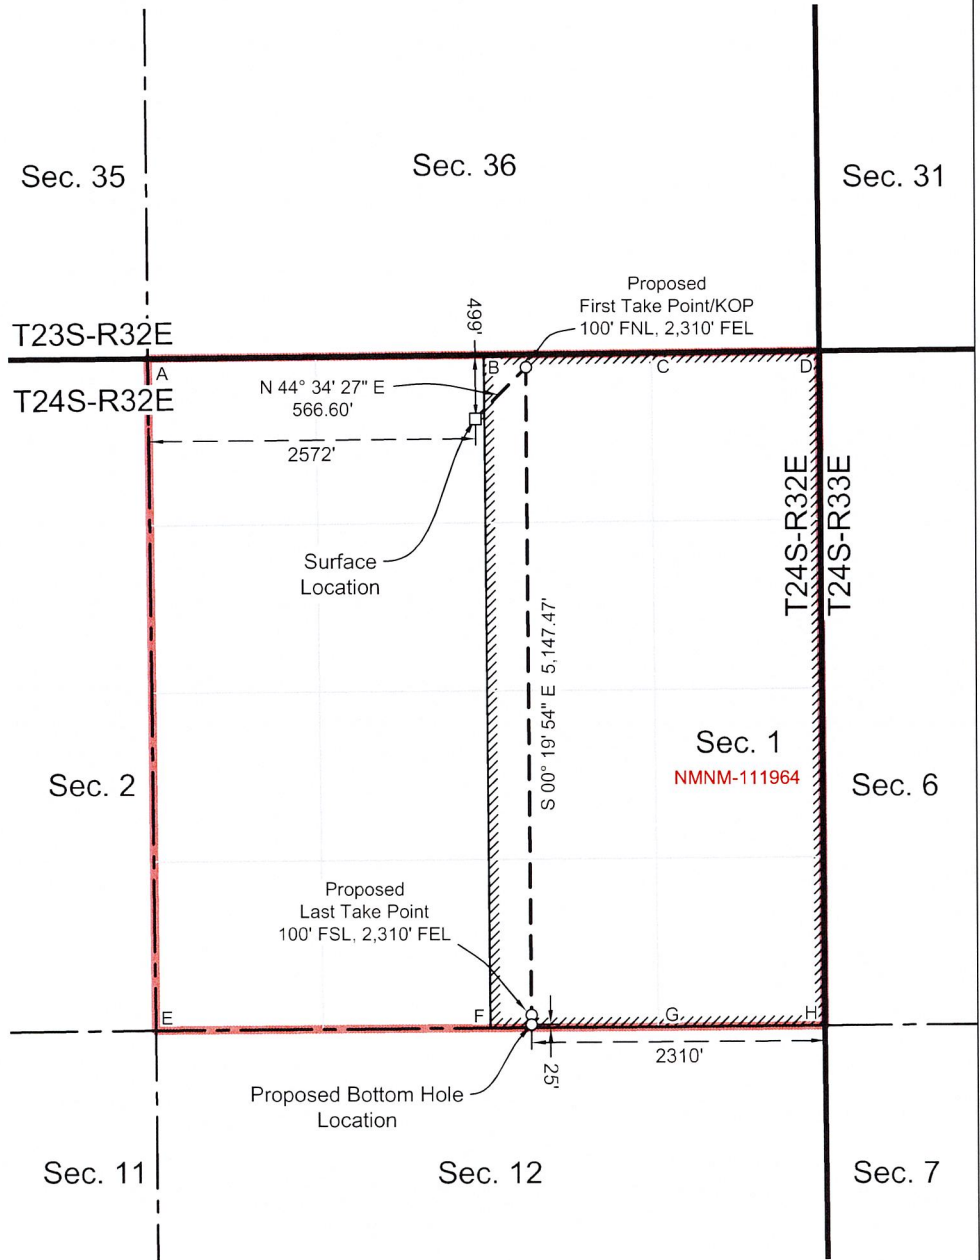 Sec. 35
Sec. 36
Sec. 31
Proposed
First Take Point/KOP
100' FNL, 2,310' FEL
499'
T23S-R32E
A
B
C
D
T24S-R32E
N 44° 34' 27" E
566.60'
2572'
Surface
Location
T24S-R32E
T24S-R33E
S 00° 19' 54" E 5,147.47'
Sec. 1
NMNM-111964
Sec. 2
Sec. 6
Proposed
Last Take Point
100' FSL, 2,310' FEL
E
F
G
H
2310'
25'
Proposed Bottom Hole
Location
Sec. 11
Sec. 12
Sec. 7